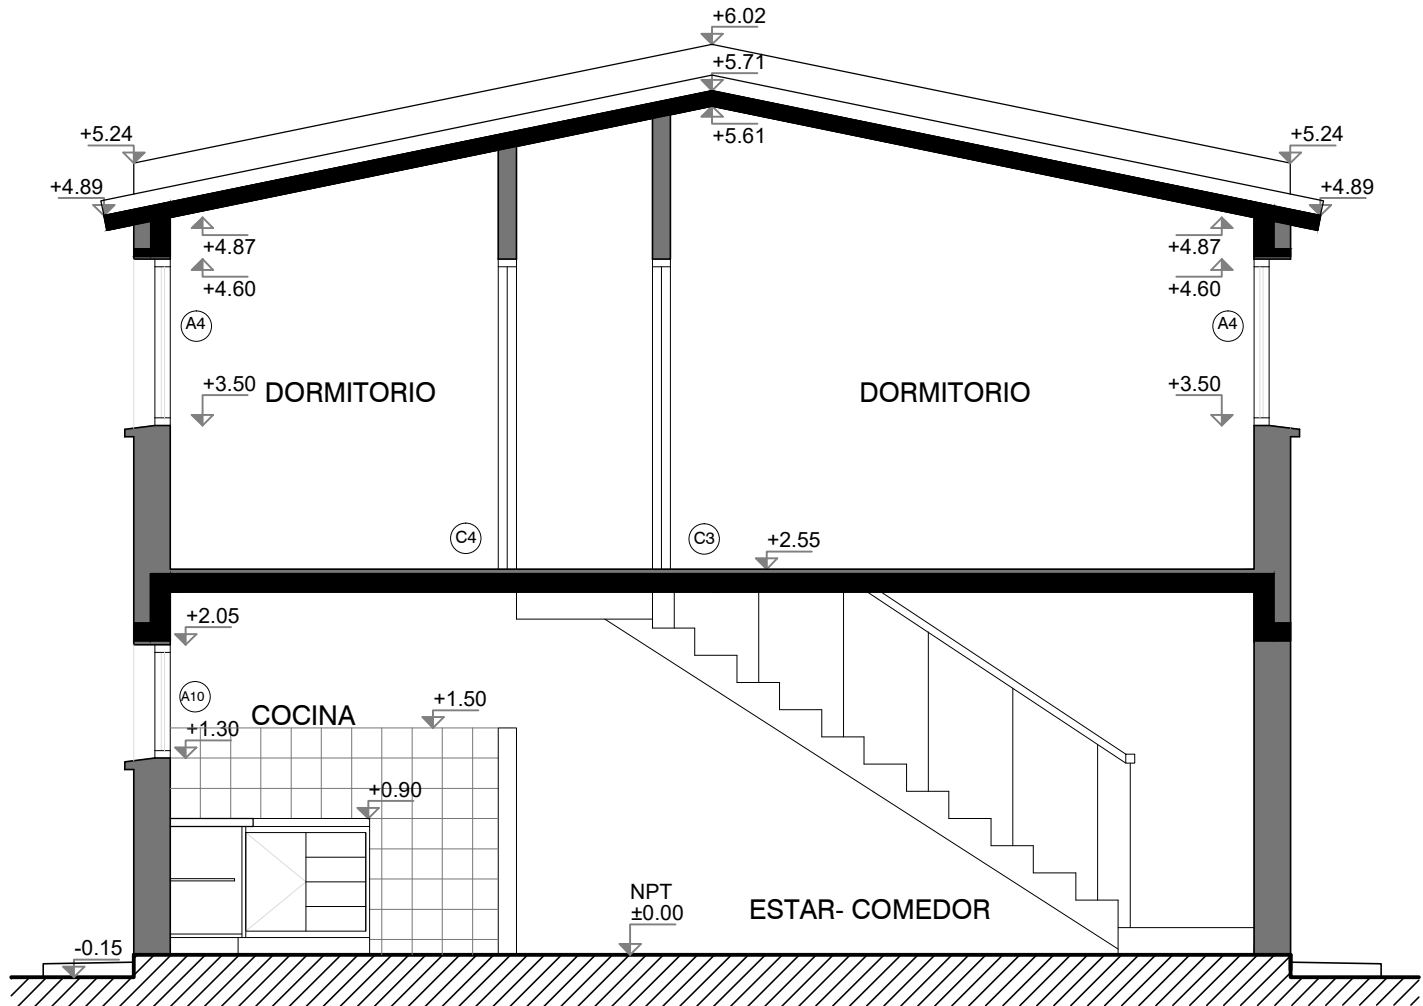 +6.02
+5.71
+5.24
+5.61
+5.24
+4.89
+4.89
+4.87
+4.87
+4.60
+4.60
A4
A4
+3.50
DORMITORIO
DORMITORIO
+3.50
C4
C3
+2.55
+2.05
A10
COCINA
+1.50
+1.30
+0.90
NPT
±0.00
ESTAR- COMEDOR
-0.15